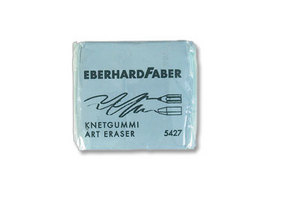 EBERHARD FABER
KNETGUMMI
ART ERASER 5427